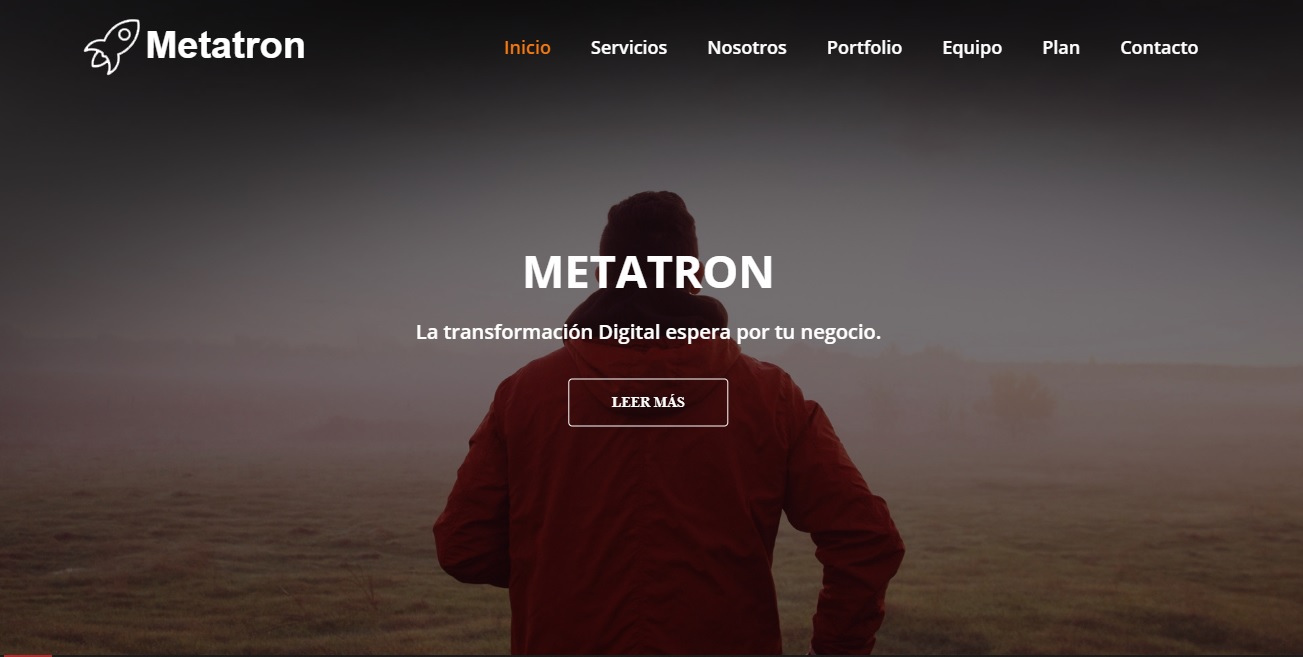 Metatron
Inicio Servicios Nosotros Portfolio Equipo Plan Contacto
METATRON
La transformación Digital espera por tu negocio.
LEER MÁS